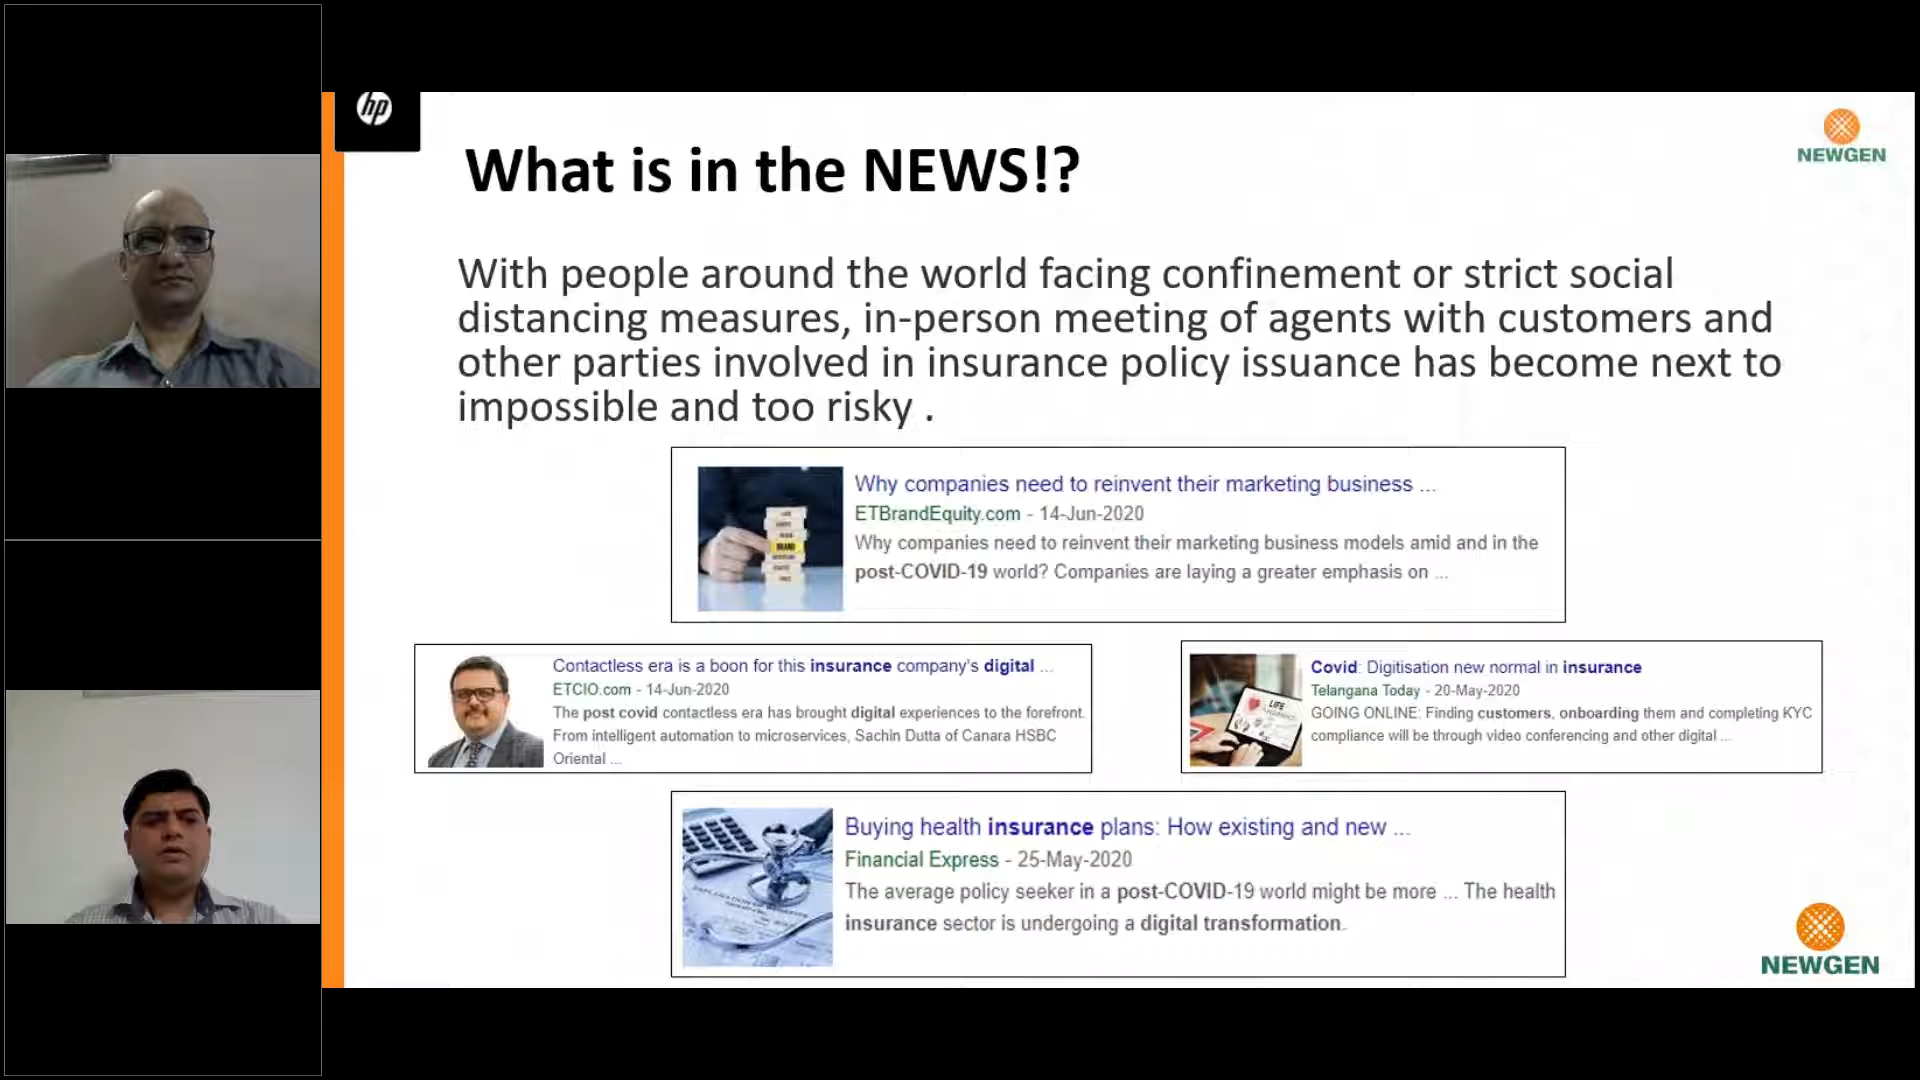 hp
NEWGEN
What is in the NEWS!?
With people around the world facing confinement or strict social
distancing measures, in-person meeting of agents with customers and
other parties involved in insurance policy issuance has become next to
impossible and too risky .
BRAND
Why companies need to reinvent their marketing business ...
ETBrandEquity.com - 14-Jun-2020
Why companies need to reinvent their marketing business models amid and in the
post-COVID-19 world? Companies are laying a greater emphasis on ...
Contactless era is a boon for this insurance company's digital ...
ETCIO.com - 14-Jun-2020
The post covid contactless era has brought digital experiences to the forefront.
From intelligent automation to microservices, Sachin Dutta of Canara HSBC
Oriental ...
LIFE
Covid: Digitisation new normal in insurance
Telangana Today - 20-May-2020
GOING ONLINE: Finding customers, onboarding them and completing KYC
compliance will be through video conferencing and other digital ...
Buying health insurance plans: How existing and new ...
Financial Express - 25-May-2020
The average policy seeker in a post-COVID-19 world might be more ... The health
insurance sector is undergoing a digital transformation.
NEWGEN